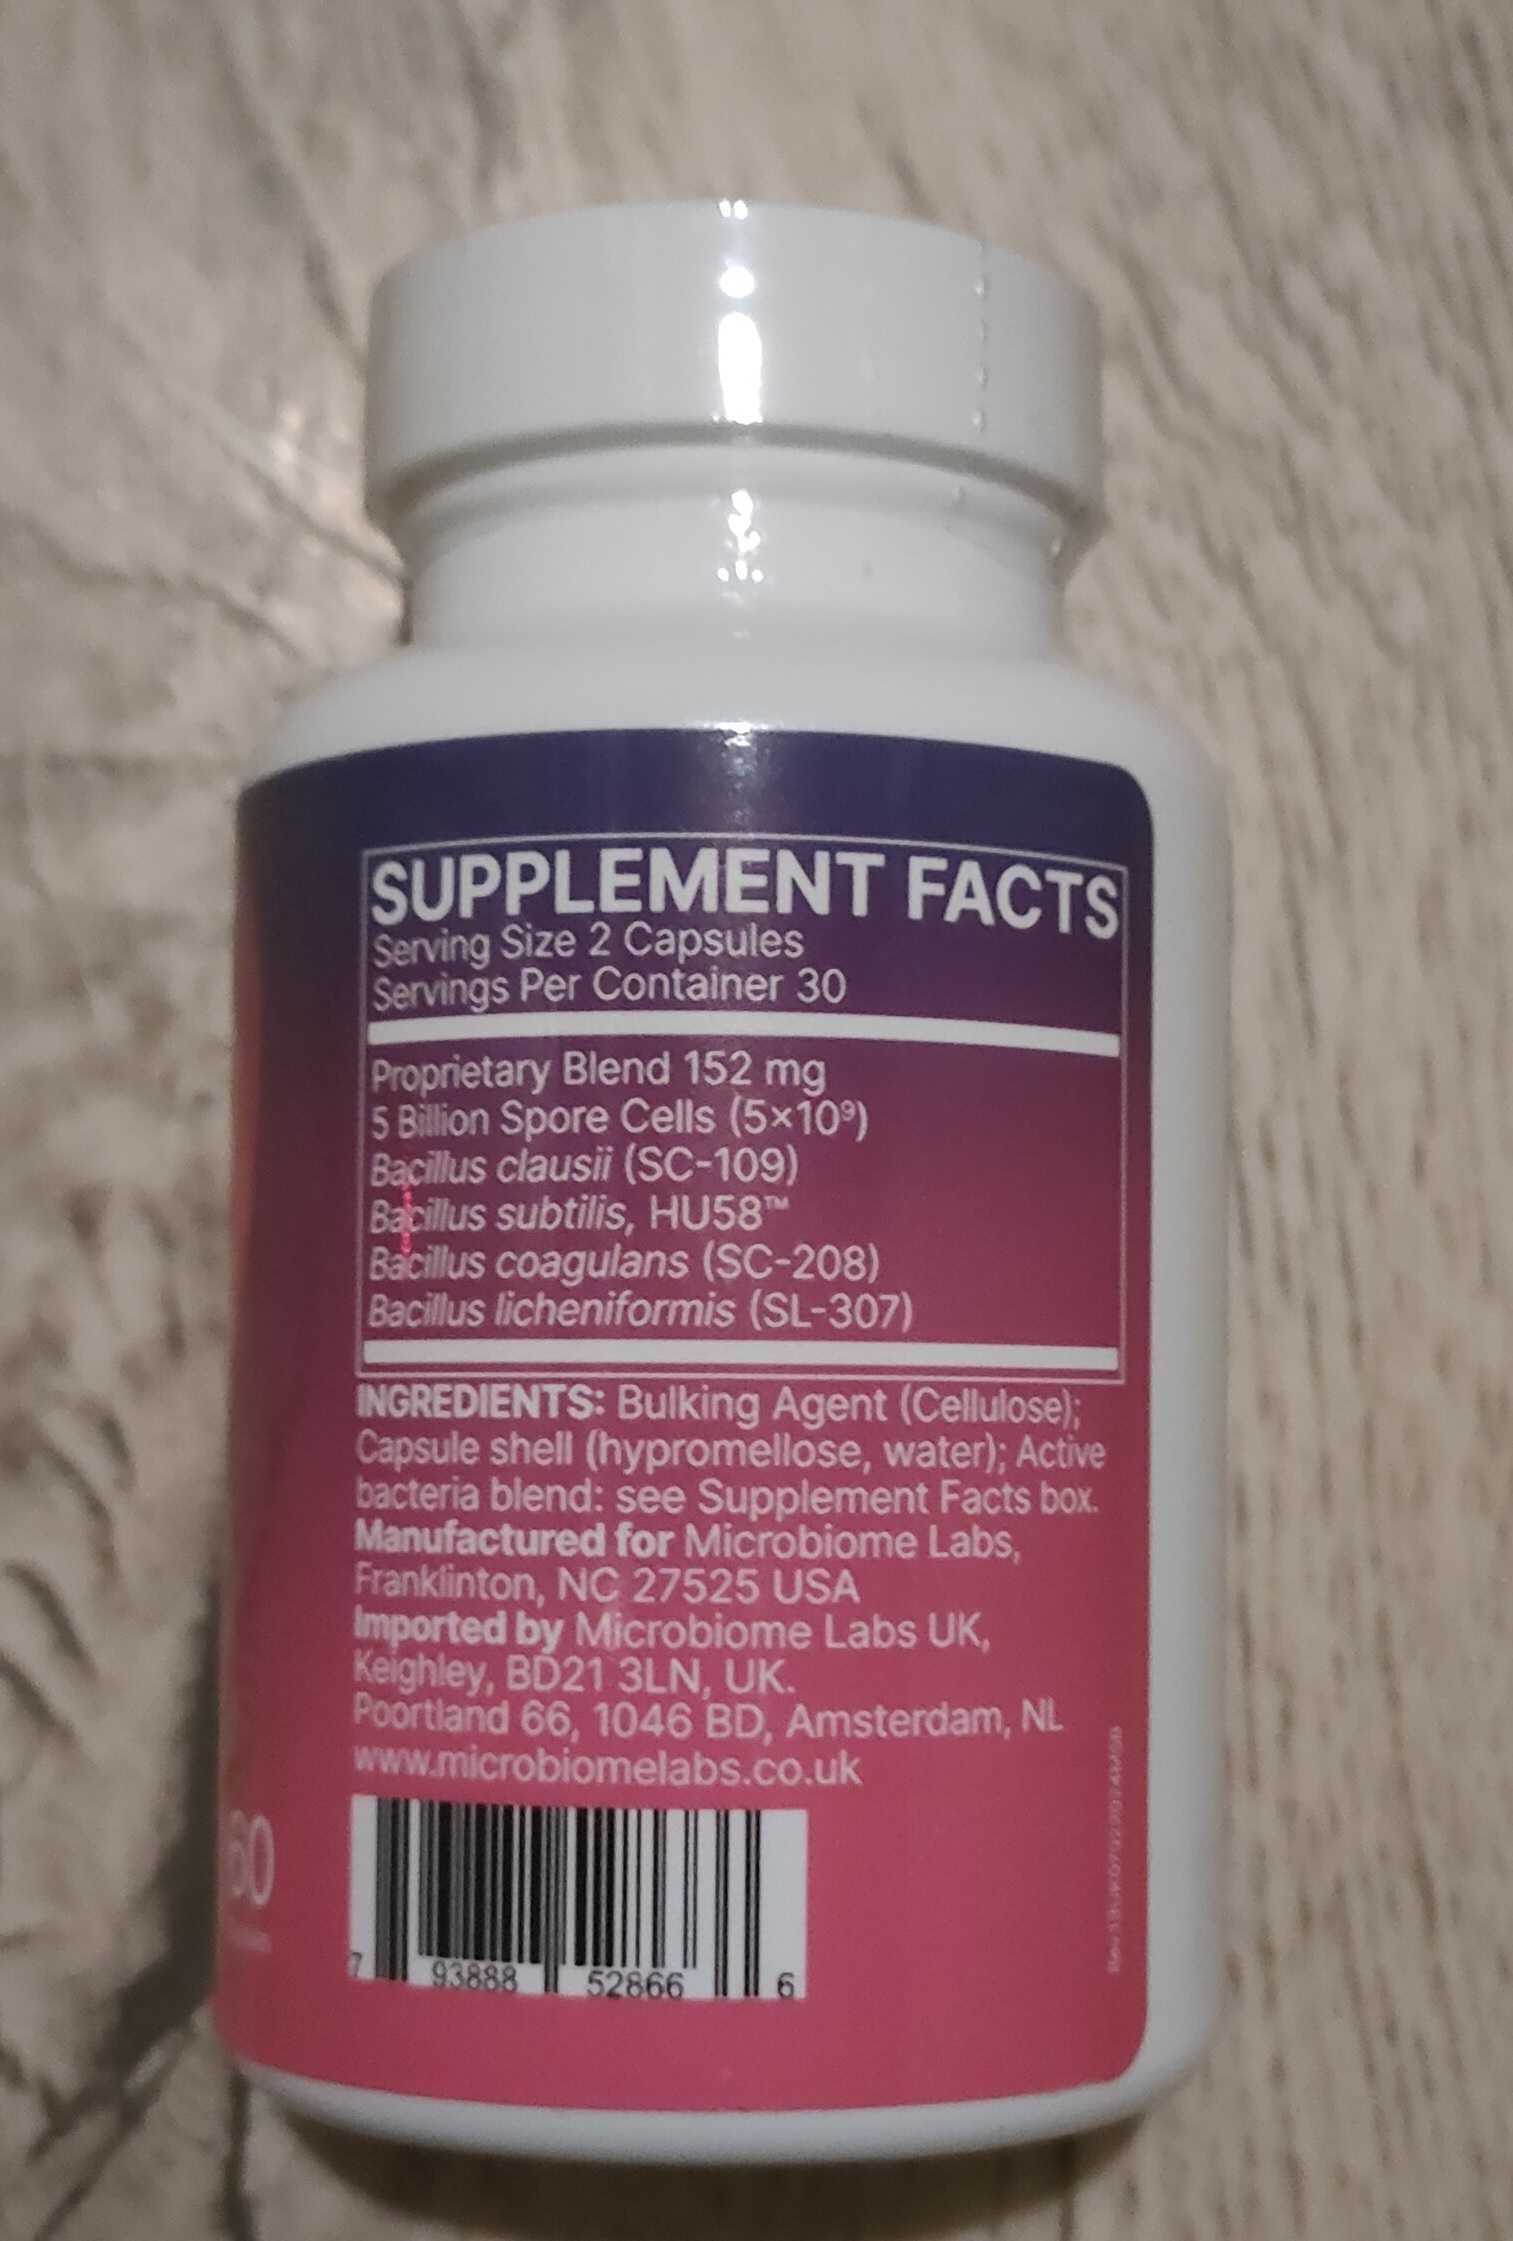 SUPPLEMENT FACTS
Serving Size 2 Capsules
Servings Per Container 30
Proprietary Blend 152 mg
5 Billion Spore Cells (5×10⁹)
Bacillus clausii (SC-109)
Bacillus subtilis, HU58™
Bacillus coagulans (SC-208)
Bacillus licheniformis (SL-307)
INGREDIENTS: Bulking Agent (Cellulose);
Capsule shell (hypromellose, water); Active
bacteria blend: see Supplement Facts box.
Manufactured for Microbiome Labs,
Franklinton, NC 27525 USA
Imported by Microbiome Labs UK,
Keighley, BD21 3LN, UK.
Poortland 66, 1046 BD, Amsterdam, NL
www.microbiomelabs.co.uk
60
7 93888 52866 6